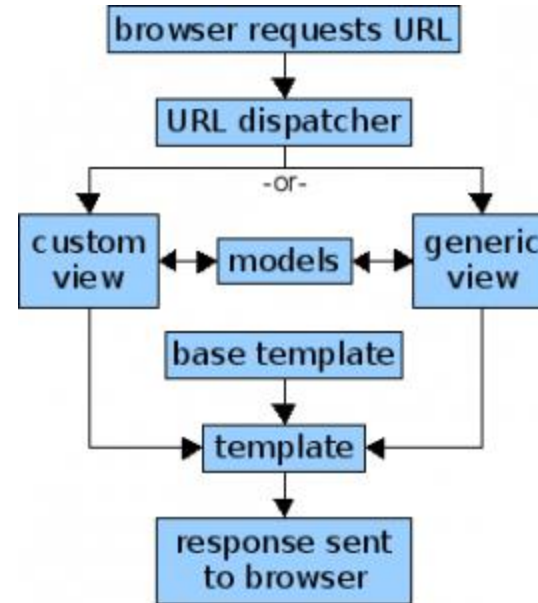 browser requests URL
URL dispatcher
-or-
custom
view
models
generic
view
base template
template
response sent
to browser